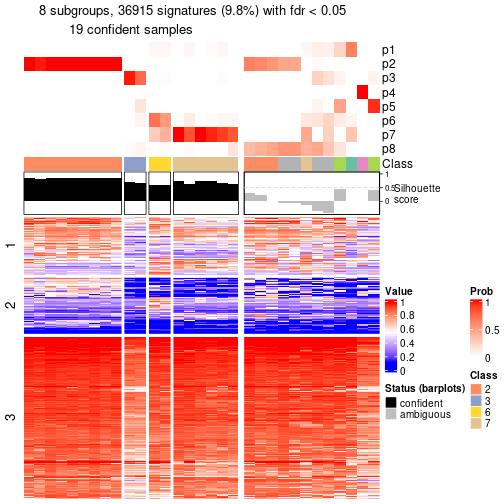 8 subgroups, 36915 signatures (9.8%) with fdr < 0.05
19 confident samples
p1
p2
p3
p4
p5
p6
p7
p8
Class
1
0.5
0
Silhouette
score
1
2
3
Value
1
0.8
0.6
0.4
0.2
0
Status (barplots)
confident
ambiguous
Prob
1
0.5
0
Class
2
3
6
7